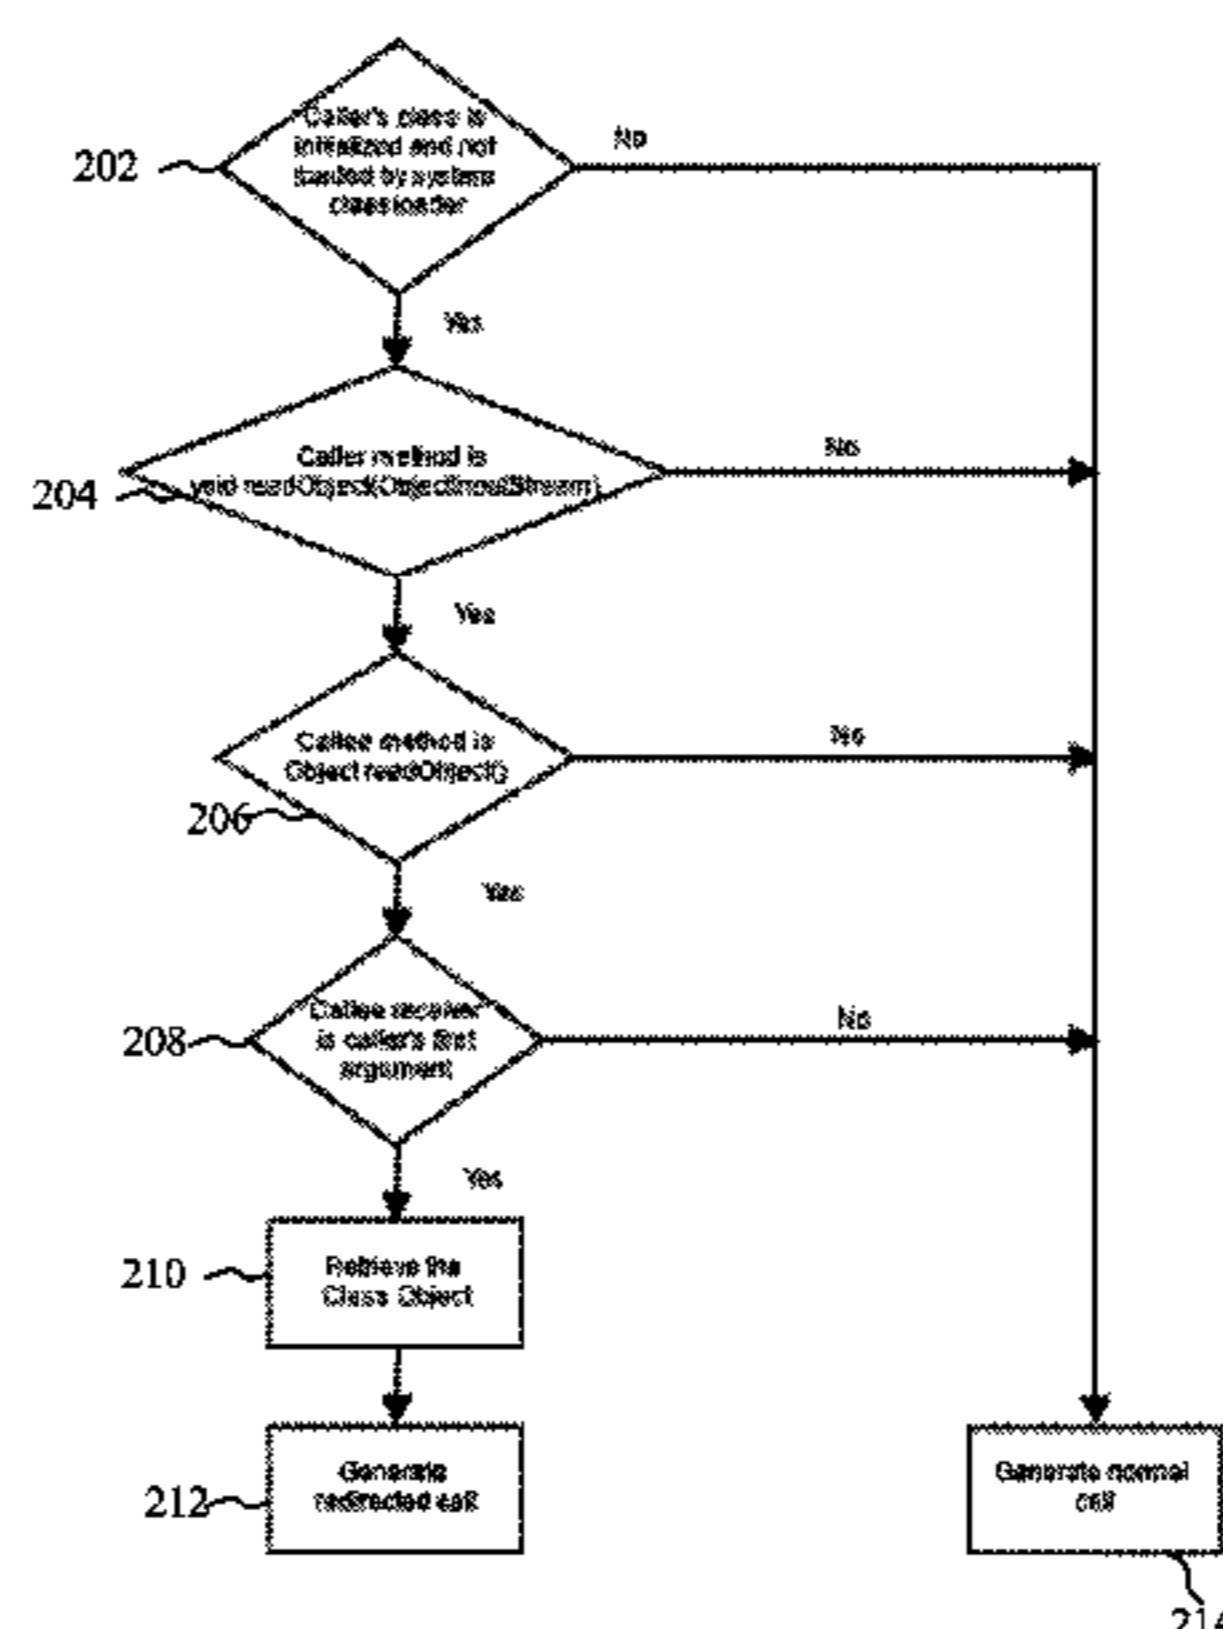 Caller's class is
initialized and not
loaded by system
classloader
No
202
Yes
Caller method is
void readObject(ObjectInputStream)
No
204
Yes
Callee method is
Object readObject()
No
206
Yes
Callee receiver
is caller's first
argument
No
208
Yes
Retrieve the
Class Object
210
Generate
redirected call
212
Generate normal
call